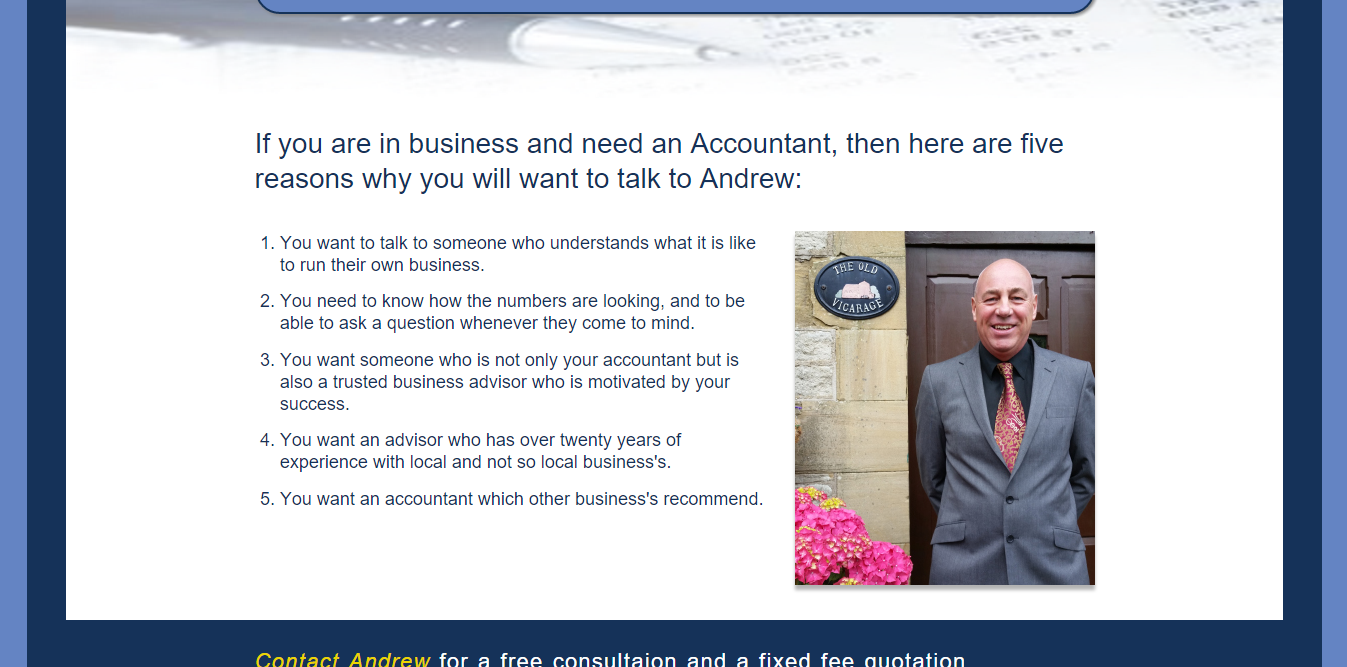 If you are in business and need an Accountant, then here are five
reasons why you will want to talk to Andrew:
1. You want to talk to someone who understands what it is like
to run their own business.
2. You need to know how the numbers are looking, and to be
able to ask a question whenever they come to mind.
3. You want someone who is not only your accountant but is
also a trusted business advisor who is motivated by your
success.
4. You want an advisor who has over twenty years of
experience with local and not so local business's.
5. You want an accountant which other business's recommend.
THE OLD
VICARAGE
Contact Andrew for a free consultaion and a fixed fee quotation